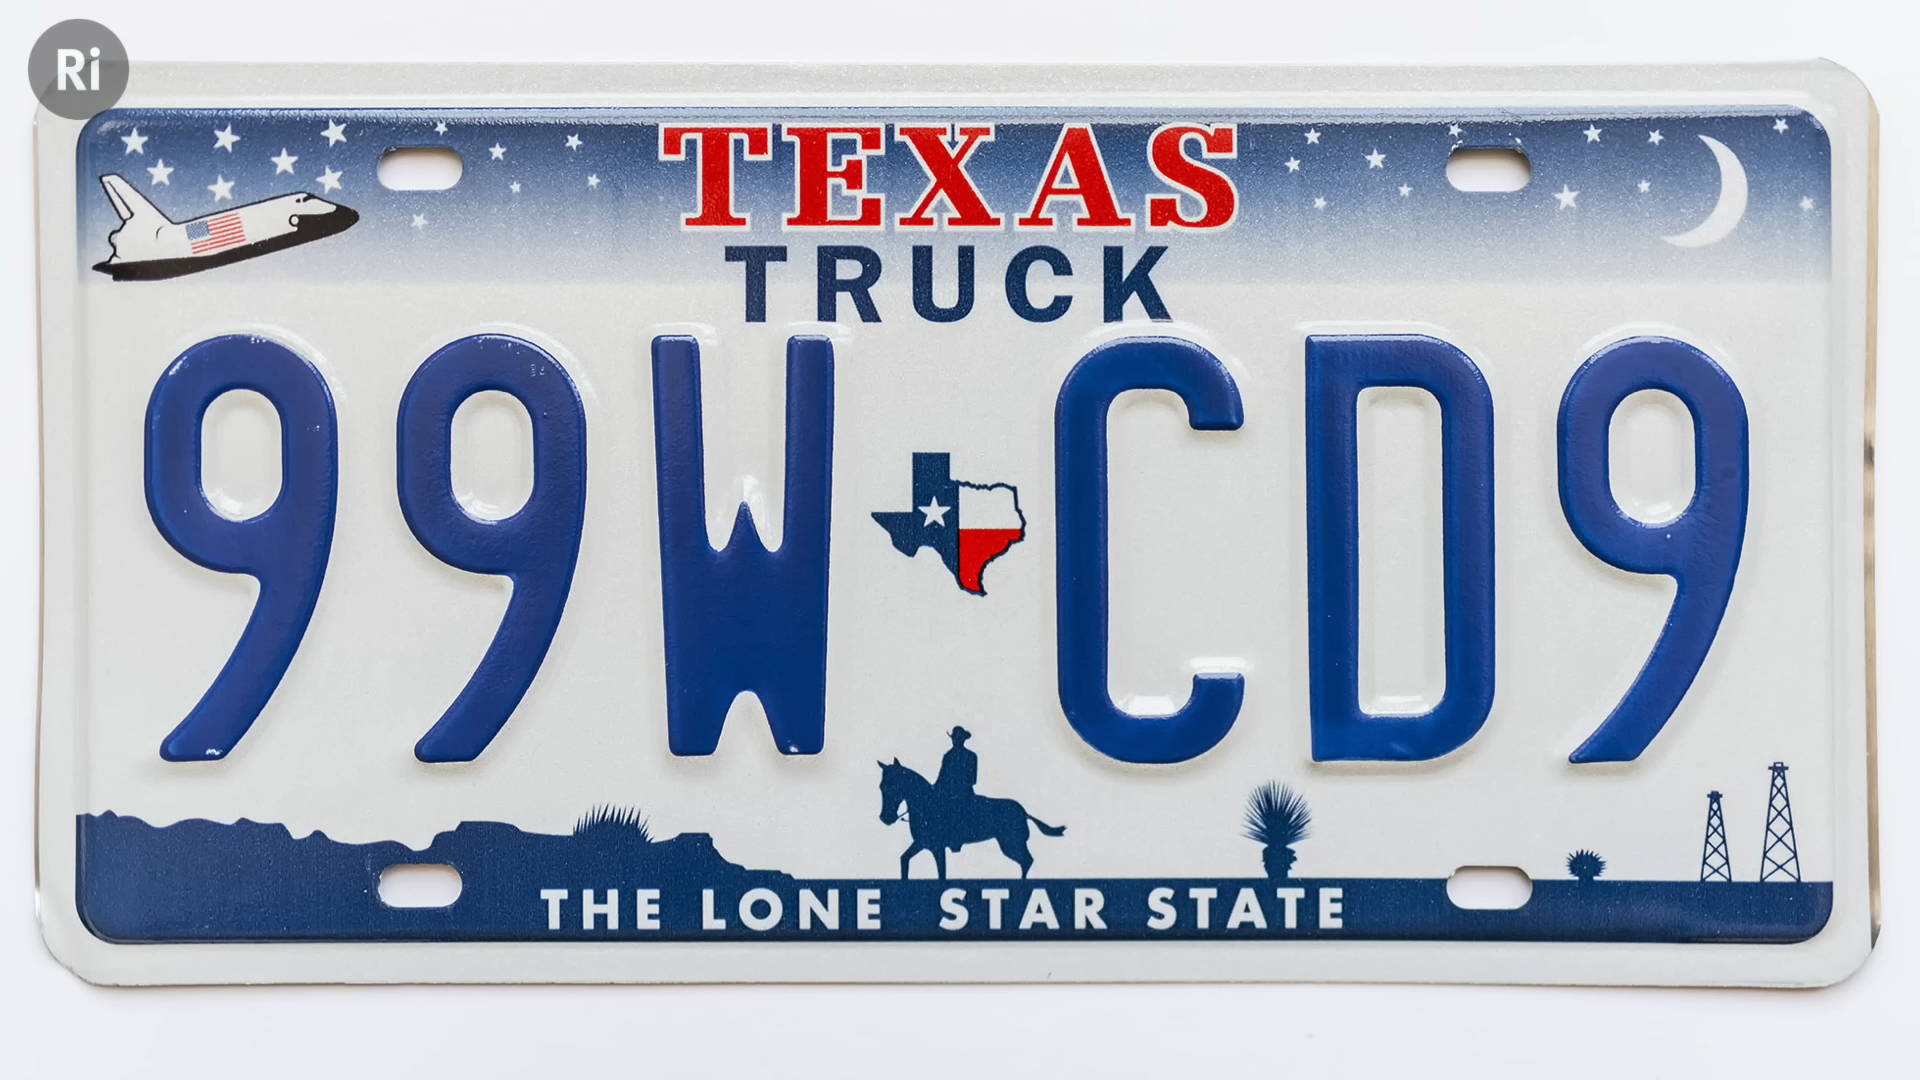 Ri
TEXAS
TRUCK
99W CD9
THE LONE STAR STATE